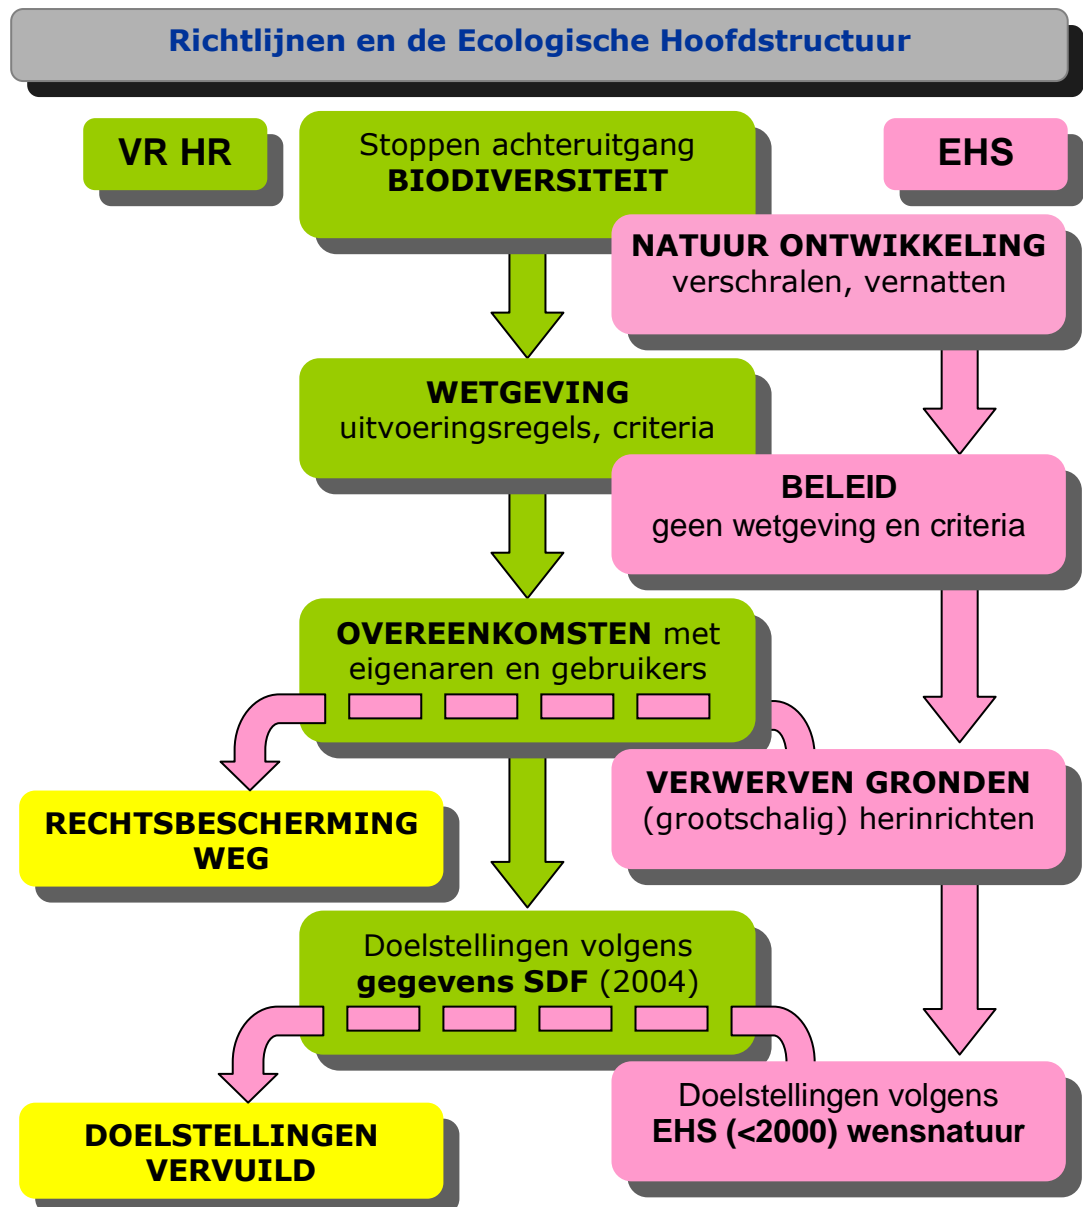 Richtlijnen en de Ecologische Hoofdstructuur
VR HR
Stoppen achteruitgang
BIODIVERSITEIT
EHS
NATUUR ONTWIKKELING
verschralen, vernatten
WETGEVING
uitvoeringsregels, criteria
BELEID
geen wetgeving en criteria
OVEREENKOMSTEN met
eigenaren en gebruikers
VERWERVEN GRONDEN
(grootschalig) herinrichten
RECHTSBESCHERMING
WEG
Doelstellingen volgens
gegevens SDF (2004)
Doelstellingen volgens
EHS (<2000) wensnatuur
DOELSTELLINGEN
VERVUILD